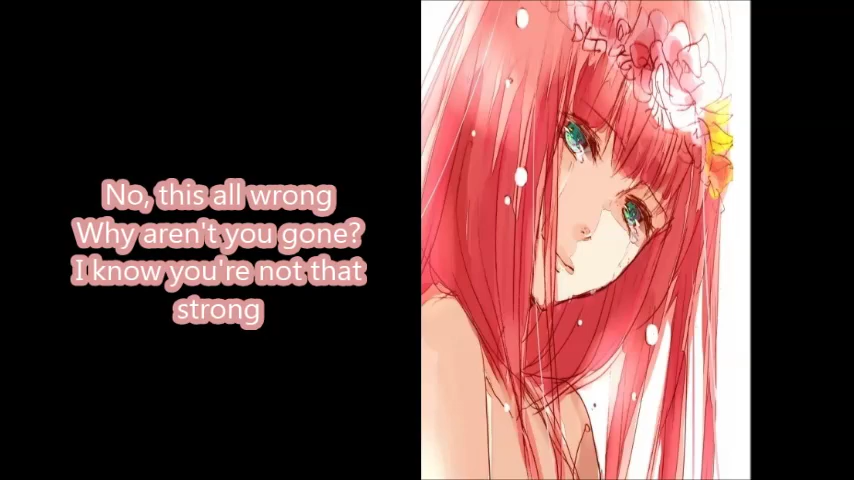 No, this all wrong
Why aren't you gone?
I know you're not that
strong